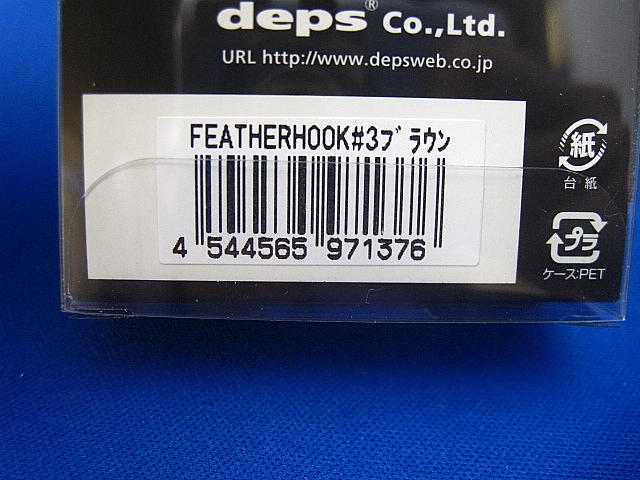 deps® Co.,Ltd.
URL http://www.depsweb.co.jp
FEATHERHOOK#3ﾌﾞﾗｳﾝ
4 544565 971376
紙
台紙
プラ
ケース:PET